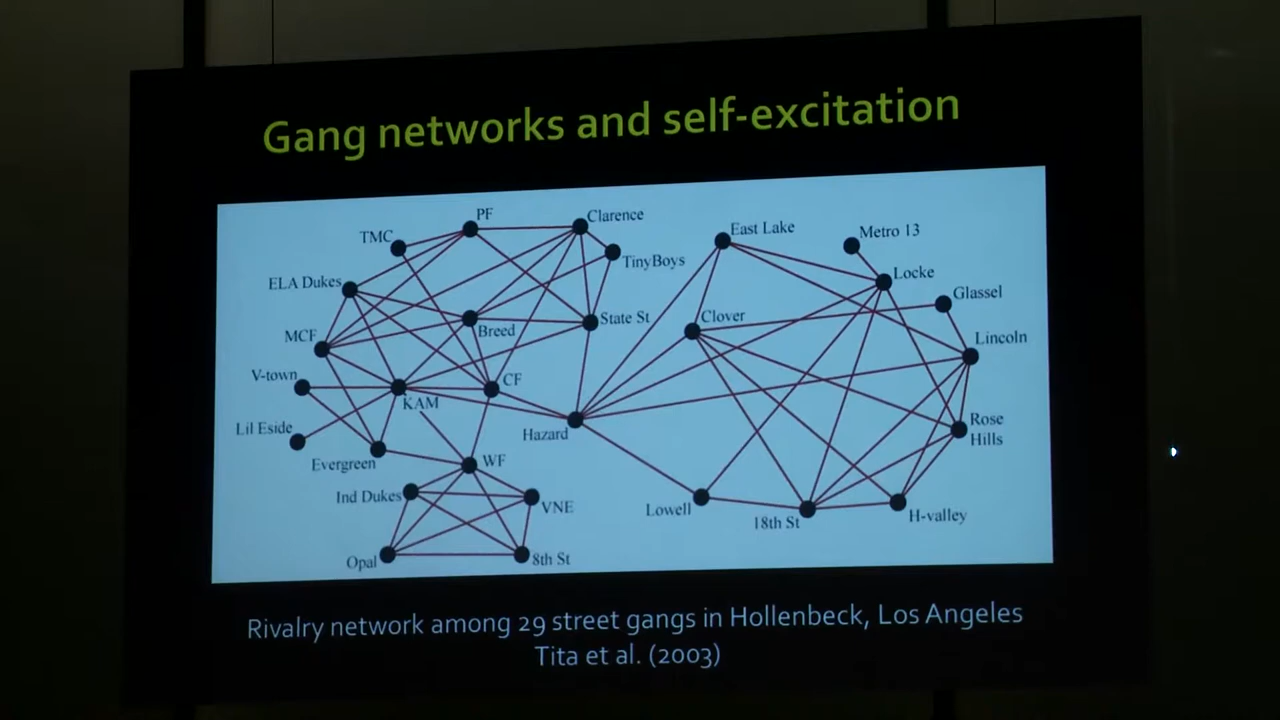 Gang networks and self-excitation
PF
Clarence
TMC
East Lake
Metro 13
TinyBoys
ELA Dukes
Locke
Glassel
MCF
Breed
State St
Clover
Lincoln
V-town
CF
KAM
Lil Eside
Hazard
Rose
Hills
Evergreen
WF
Ind Dukes
VNE
Lowell
18th St
H-valley
Opal
8th St
Rivalry network among 29 street gangs in Hollenbeck, Los Angeles
Tita et al. (2003)